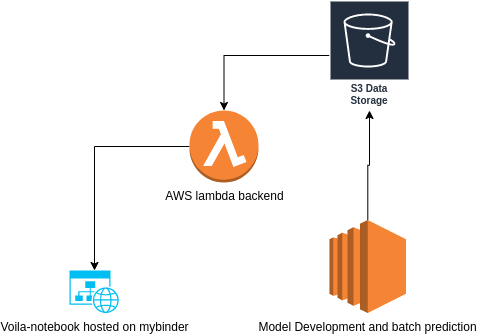 S3 Data
Storage
AWS lambda backend
Voila-notebook hosted on mybinder
Model Development and batch prediction